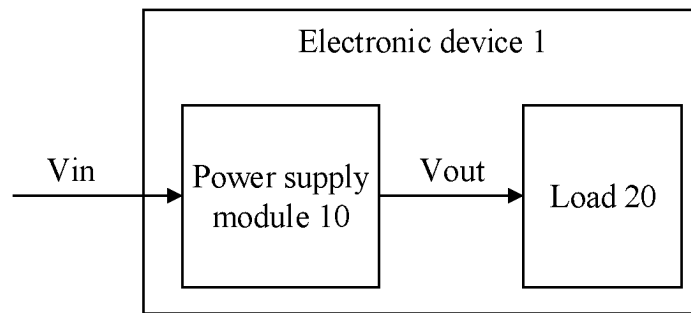 Electronic device 1
Vin
Power supply
module 10
Vout
Load 20